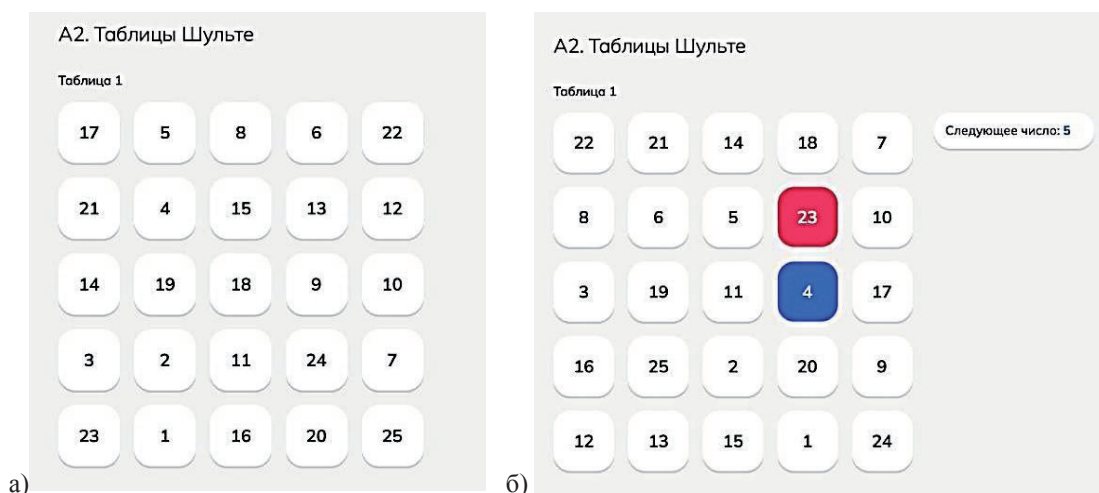 А2. Таблицы Шульте
Таблица 1
17 5 8 6 22
21 4 15 13 12
14 19 18 9 10
3 2 11 24 7
23 1 16 20 25
а)
А2. Таблицы Шульте
Таблица 1
Следующее число: 5
22 21 14 18 7
8 6 5 23 10
3 19 11 4 17
16 25 2 20 9
12 13 15 1 24
б)